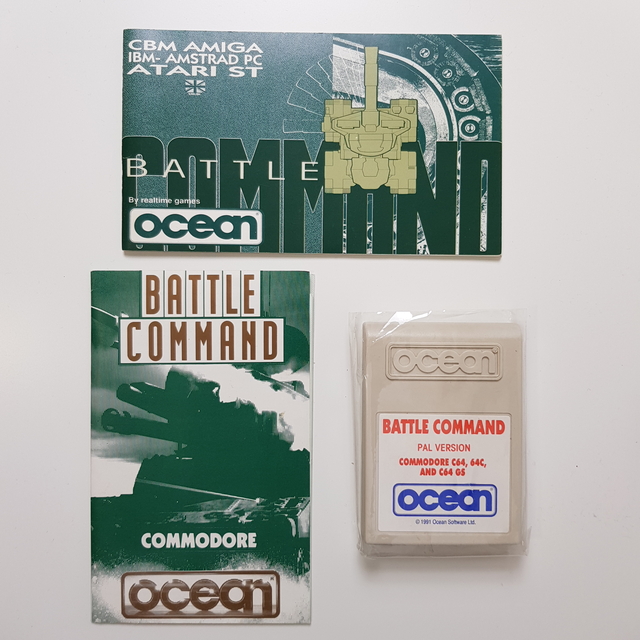 CBM AMIGA
IBM- AMSTRAD PC
ATARI ST
BATTLE
COMMAND
By realtime games
ocean
BATTLE
COMMAND
COMMODORE
ocean
ocean
BATTLE COMMAND
PAL VERSION
COMMODORE C64, 64C,
AND C64 GS
ocean
© 1991 Ocean Software Ltd.